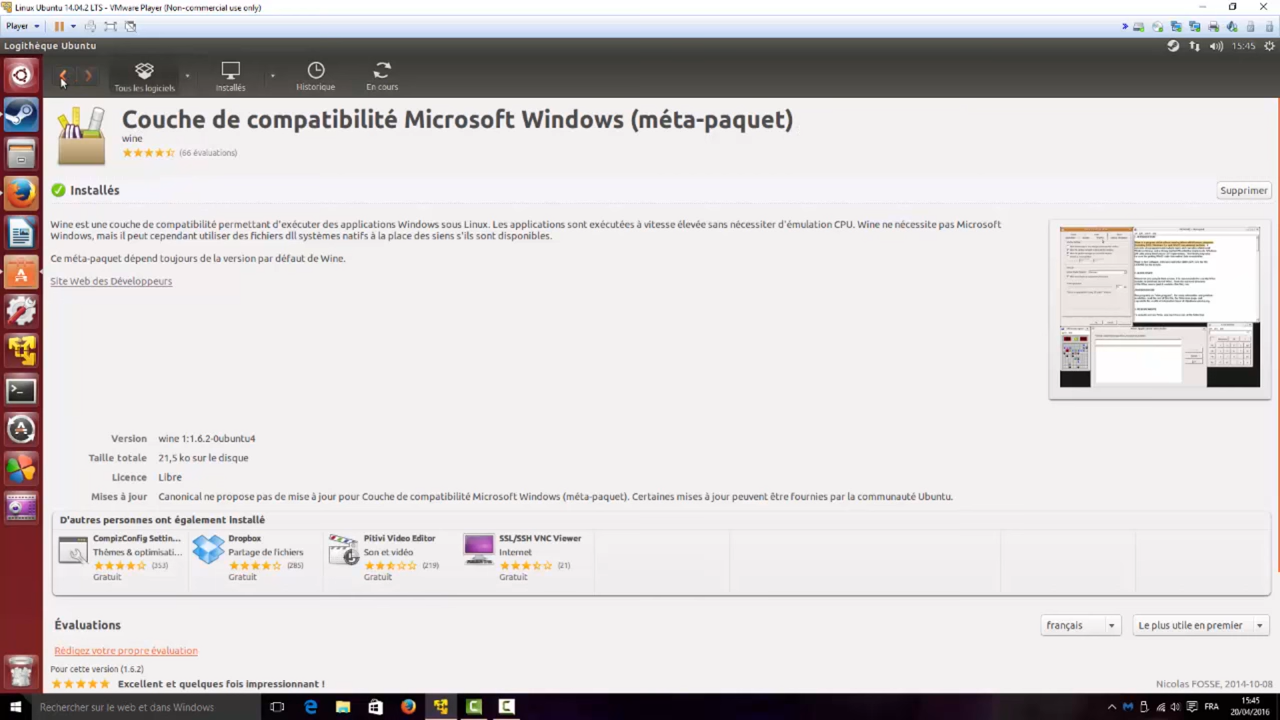 Linux Ubuntu 14.04.2 LTS - VMware Player (Non-commercial use only)
Player
Logithèque Ubuntu
15:45
Tous les logiciels
Installés
Historique
En cours
Couche de compatibilité Microsoft Windows (méta-paquet)
wine
(66 évaluations)
Installés
Supprimer
Wine est une couche de compatibilité permettant d'exécuter des applications Windows sous Linux. Les applications sont exécutées à vitesse élevée sans nécessiter d'émulation CPU. Wine ne nécessite pas Microsoft
Windows, mais il peut cependant utiliser des fichiers dll systèmes natifs à la place des siens s'ils sont disponibles.
Ce méta-paquet dépend toujours de la version par défaut de Wine.
Site Web des Développeurs
Version wine 1:1.6.2-0ubuntu4
Taille totale 21,5 ko sur le disque
Licence Libre
Mises à jour Canonical ne propose pas de mise à jour pour Couche de compatibilité Microsoft Windows (méta-paquet). Certaines mises à jour peuvent être fournies par la communauté Ubuntu.
D'autres personnes ont également installé
CompizConfig Settin...
Thèmes & optimisati...
(353)
Gratuit
Dropbox
Partage de fichiers
(285)
Gratuit
Pitivi Video Editor
Son et vidéo
(219)
Gratuit
SSL/SSH VNC Viewer
Internet
(21)
Gratuit
Évaluations
français
Le plus utile en premier
Rédigez votre propre évaluation
Pour cette version (1.6.2)
Excellent et quelques fois impressionnant !
Nicolas FOSSE, 2014-10-08
Rechercher sur le web et dans Windows
FRA
15:45
20/04/2016